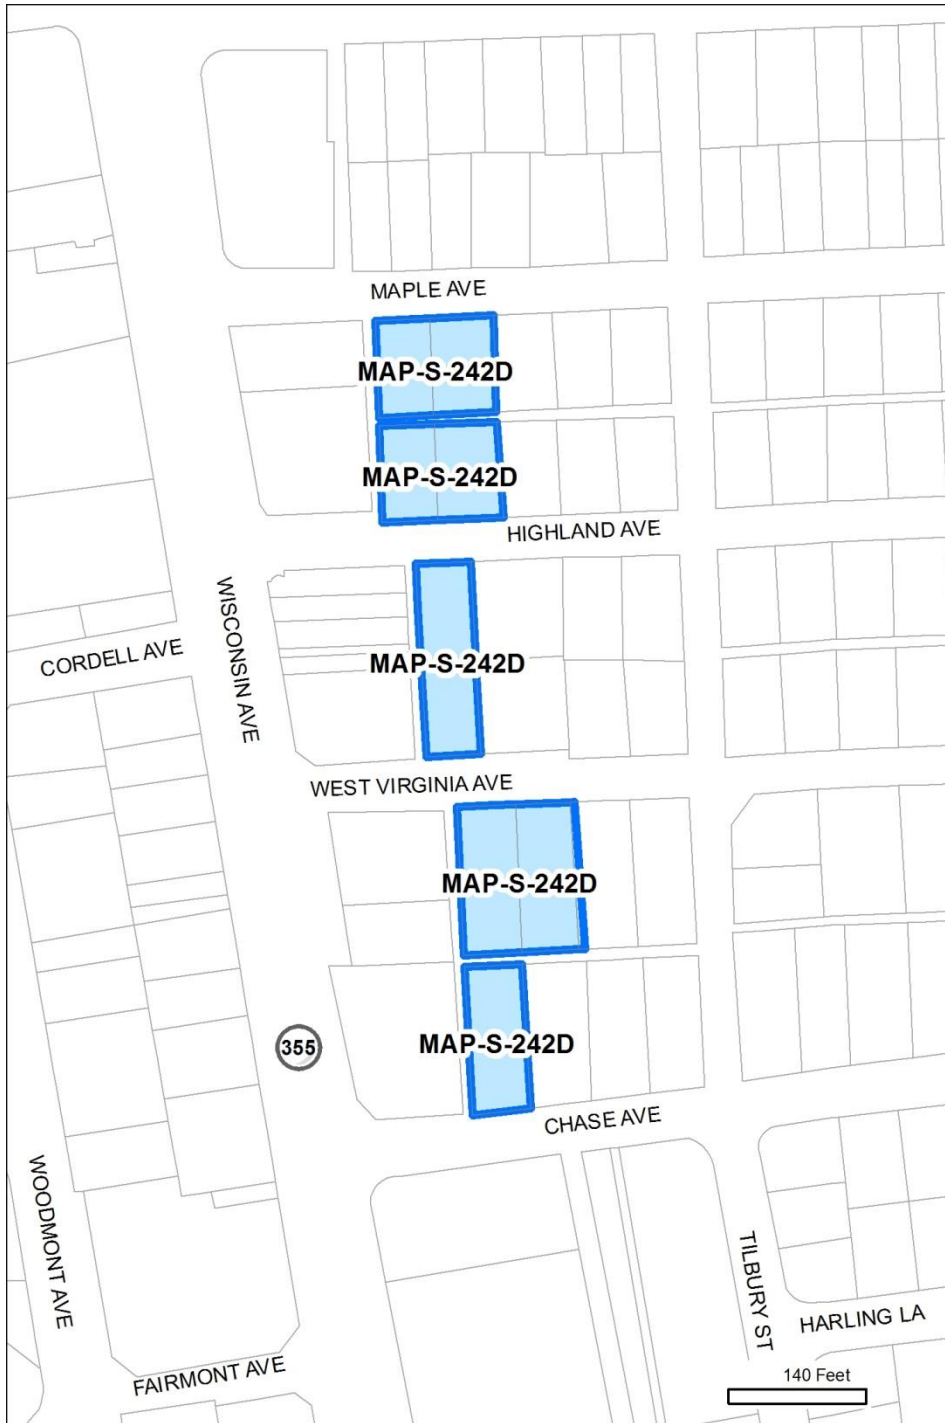 MAPLE AVE
MAP-S-242D
MAP-S-242D
HIGHLAND AVE
WISCONSIN AVE
CORDELL AVE
MAP-S-242D
WEST VIRGINIA AVE
MAP-S-242D
355
MAP-S-242D
CHASE AVE
WOODMONT AVE
TILBURY ST
HARLING LA
FAIRMONT AVE
140 Feet